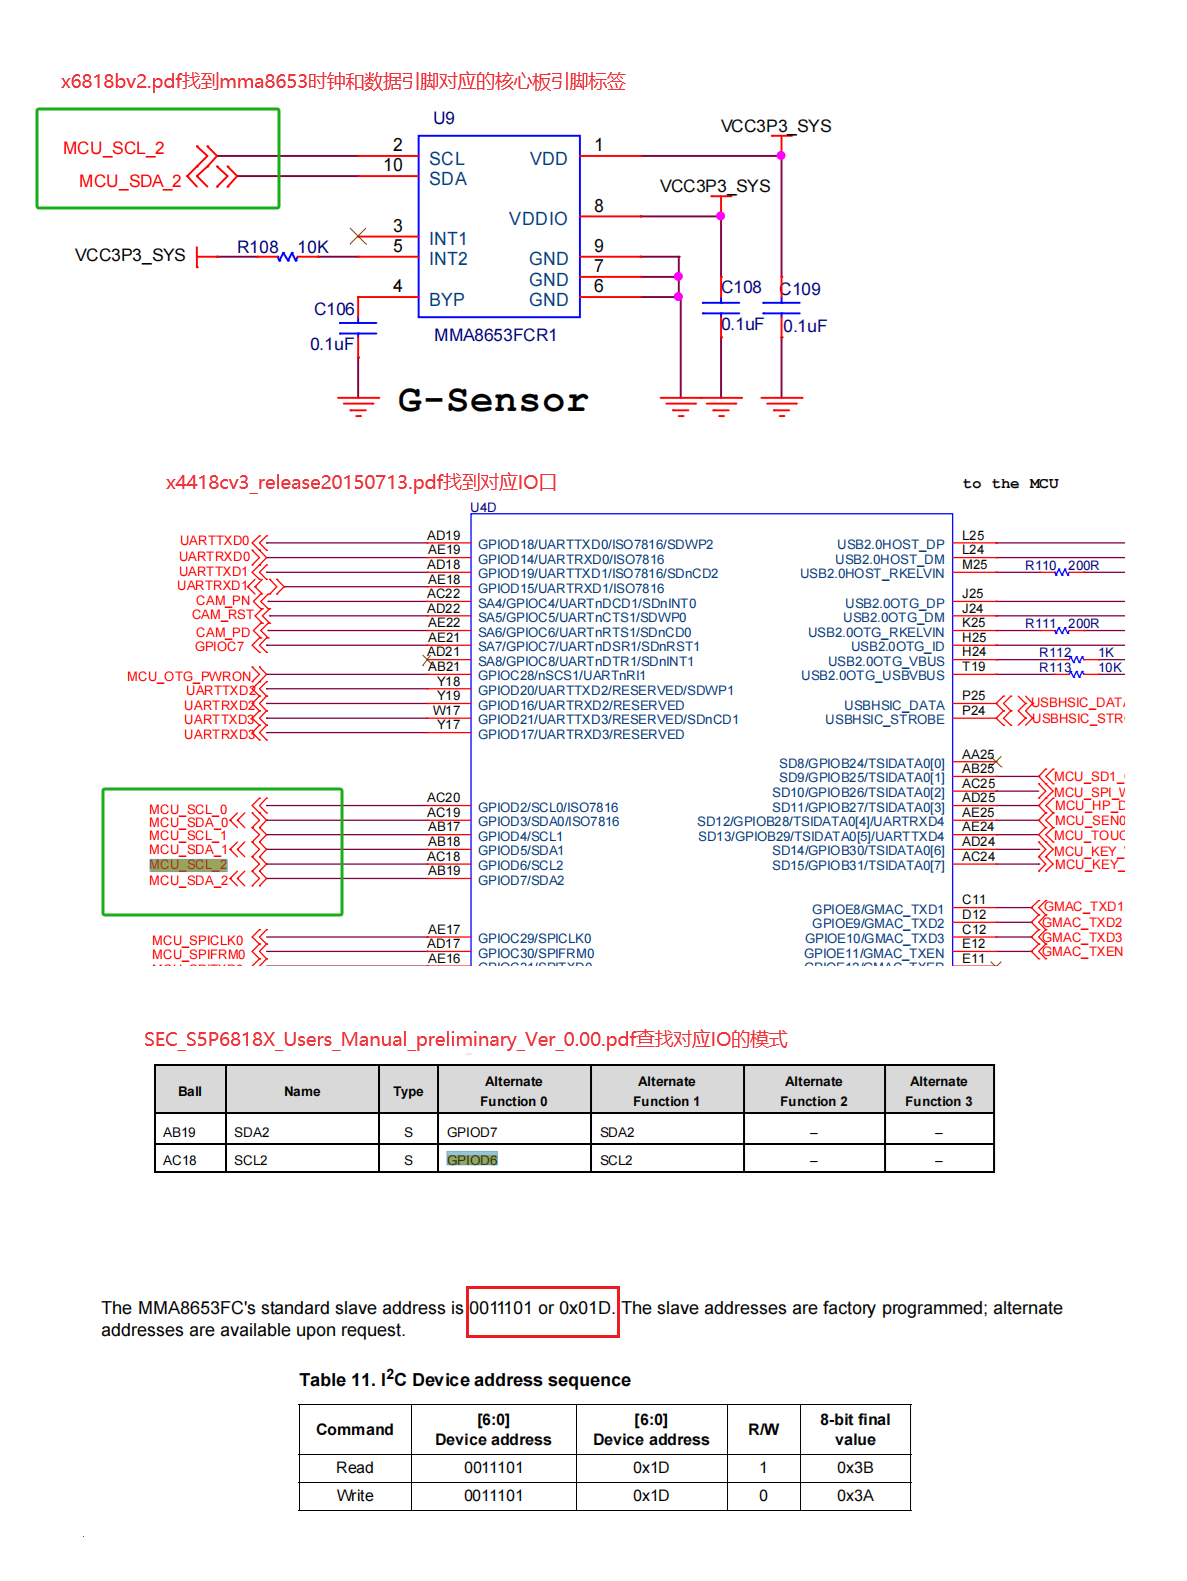 x6818bv2.pdf找到mma8653时钟和数据引脚对应的核心板引脚标签
U9
VCC3P3_SYS
MCU_SCL_2
2
SCL
VDD
1
MCU_SDA_2
10
SDA
VCC3P3_SYS
VDDIO
8
3
INT1
VCC3P3_SYS
R108
10K
5
INT2
GND
9
GND
7
4
BYP
GND
6
C106
0.1uF
C108
0.1uF
C109
0.1uF
MMA8653FCR1
G-Sensor
x4418cv3_release20150713.pdf找到对应IO口
to the MCU
U4D
UARTTXD0
AD19
GPIOD18/UARTTXD0/ISO7816/SDWP2
UARTRXD0
AE19
GPIOD14/UARTRXD0/ISO7816
UARTTXD1
AD18
GPIOD19/UARTTXD1/ISO7816/SDnCD2
UARTRXD1
AE18
GPIOD15/UARTRXD1/ISO7816
CAM_PN
AC22
SA4/GPIOC4/UARTnDCD1/SDnINT0
CAM_RST
AD22
SA5/GPIOC5/UARTnCTS1/SDWP0
CAM_PD
AE22
SA6/GPIOC6/UARTnRTS1/SDnCD0
GPIOC7
AE21
SA7/GPIOC7/UARTnDSR1/SDnRST1
AD21
SA8/GPIOC8/UARTnDTR1/SDnINT1
MCU_OTG_PWRON
AB21
GPIOC28/nSCS1/UARTnRI1
UARTTXD2
Y18
GPIOD20/UARTTXD2/RESERVED/SDWP1
UARTRXD2
Y19
GPIOD16/UARTRXD2/RESERVED
UARTTXD3
W17
GPIOD21/UARTTXD3/RESERVED/SDnCD1
UARTRXD3
Y17
GPIOD17/UARTRXD3/RESERVED
MCU_SCL_0
AC20
GPIOD2/SCL0/ISO7816
MCU_SDA_0
AC19
GPIOD3/SDA0/ISO7816
MCU_SCL_1
AB17
GPIOD4/SCL1
MCU_SDA_1
AB18
GPIOD5/SDA1
MCU_SCL_2
AC18
GPIOD6/SCL2
MCU_SDA_2
AB19
GPIOD7/SDA2
MCU_SPICLK0
AE17
GPIOC29/SPICLK0
MCU_SPIFRM0
AD17
GPIOC30/SPIFRM0
AE16
USB2.0HOST_DP
L25
USB2.0HOST_DM
L24
USB2.0HOST_RKELVIN
M25
R110
200R
USB2.0OTG_DP
J25
USB2.0OTG_DM
J24
USB2.0OTG_RKELVIN
K25
R111
200R
USB2.0OTG_ID
H25
USB2.0OTG_VBUS
H24
R112
1K
USB2.0OTG_USBVBUS
T19
R113
10K
USBHSIC_DATA
P25
USBHSIC_DATA
USBHSIC_STROBE
P24
USBHSIC_STR
SD8/GPIOB24/TSIDATA0[0]
AA25
SD9/GPIOB25/TSIDATA0[1]
AB25
MCU_SD1_
SD10/GPIOB26/TSIDATA0[2]
AC25
MCU_SPI_
SD11/GPIOB27/TSIDATA0[3]
AD25
MCU_HP_D
SD12/GPIOB28/TSIDATA0[4]/UARTRXD4
AE25
MCU_SEN0
SD13/GPIOB29/TSIDATA0[5]/UARTTXD4
AE24
MCU_TOUC
SD14/GPIOB30/TSIDATA0[6]
AD24
MCU_KEY_
SD15/GPIOB31/TSIDATA0[7]
AC24
MCU_KEY_
GPIOE8/GMAC_TXD1
C11
GMAC_TXD1
GPIOE9/GMAC_TXD2
D12
GMAC_TXD2
GPIOE10/GMAC_TXD3
C12
GMAC_TXD3
GPIOE11/GMAC_TXEN
E12
GMAC_TXEN
E11
SEC_S5P6818X_Users_Manual_preliminary_Ver_0.00.pdf查找对应IO的模式
Ball Name Type Alternate Function 0 Alternate Function 1 Alternate Function 2 Alternate Function 3
AB19 SDA2 S GPIOD7 SDA2 – –
AC18 SCL2 S GPIOD6 SCL2 – –
The MMA8653FC's standard slave address is 0011101 or 0x01D. The slave addresses are factory programmed; alternate
addresses are available upon request.
Table 11. I2C Device address sequence
Command [6:0] Device address [6:0] Device address R/W 8-bit final value
Read 0011101 0x1D 1 0x3B
Write 0011101 0x1D 0 0x3A